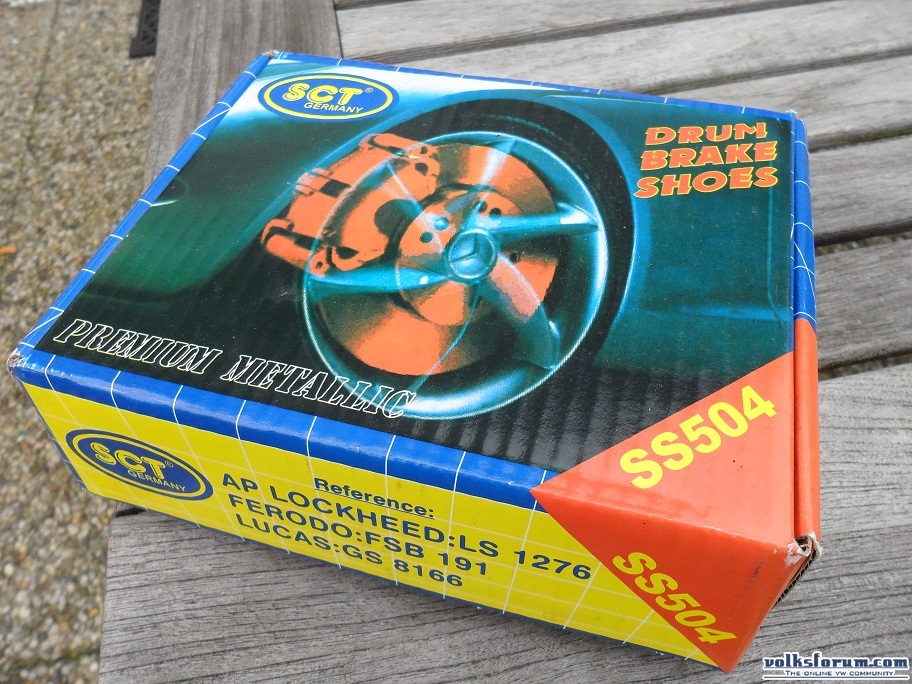 SCT®
GERMANY
DRUM
BRAKE
SHOES
PREMIUM METALLIC
SS504
SCT®
GERMANY
Reference:
AP LOCKHEED:LS 1276
FERODO:FSB 191
LUCAS:GS 8166
SS504
volksforum.com
THE ONLINE VW COMMUNITY